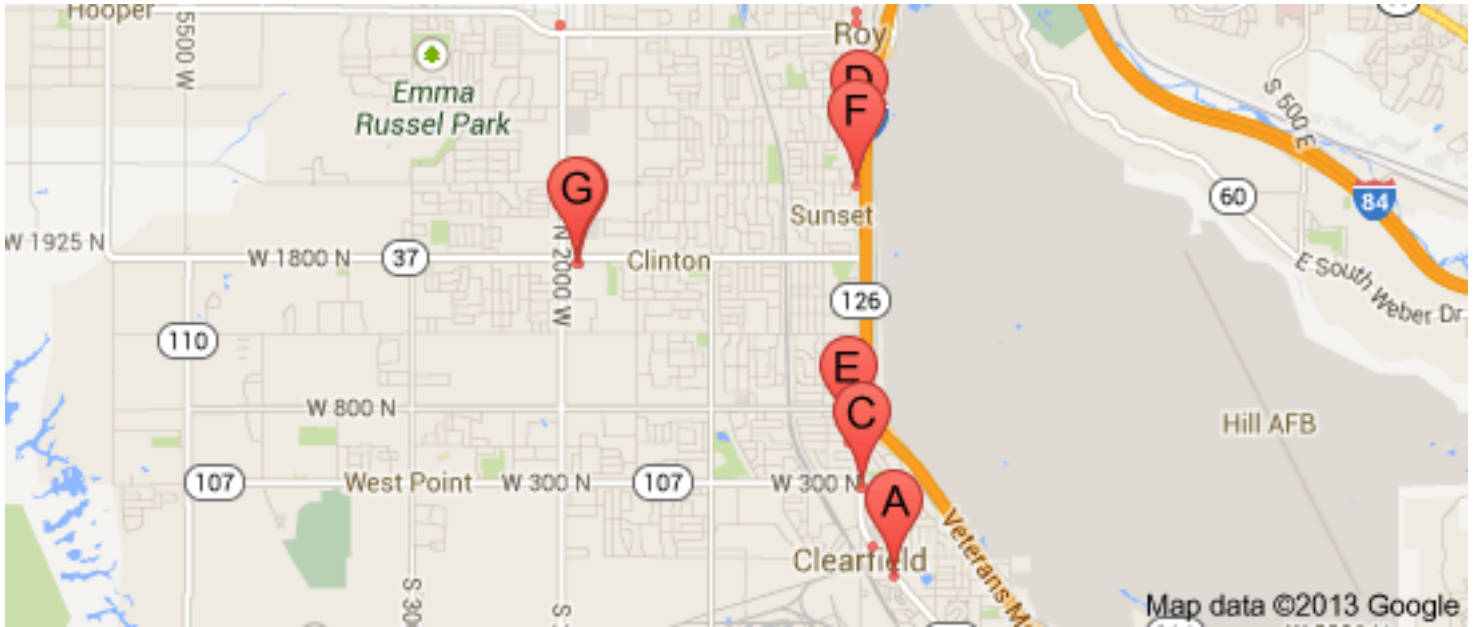 Hooper
5500 W
Roy
D
Emma
Russel Park
F
S 500 E
G
60
84
Sunset
W 1925 N
W 1800 N
37
N 2000 W
Clinton
E South Weber Dr
126
110
E
W 800 N
C
Hill AFB
107
West Point
W 300 N
107
W 300 N
A
Veterans
Clearfield
Map data ©2013 Google